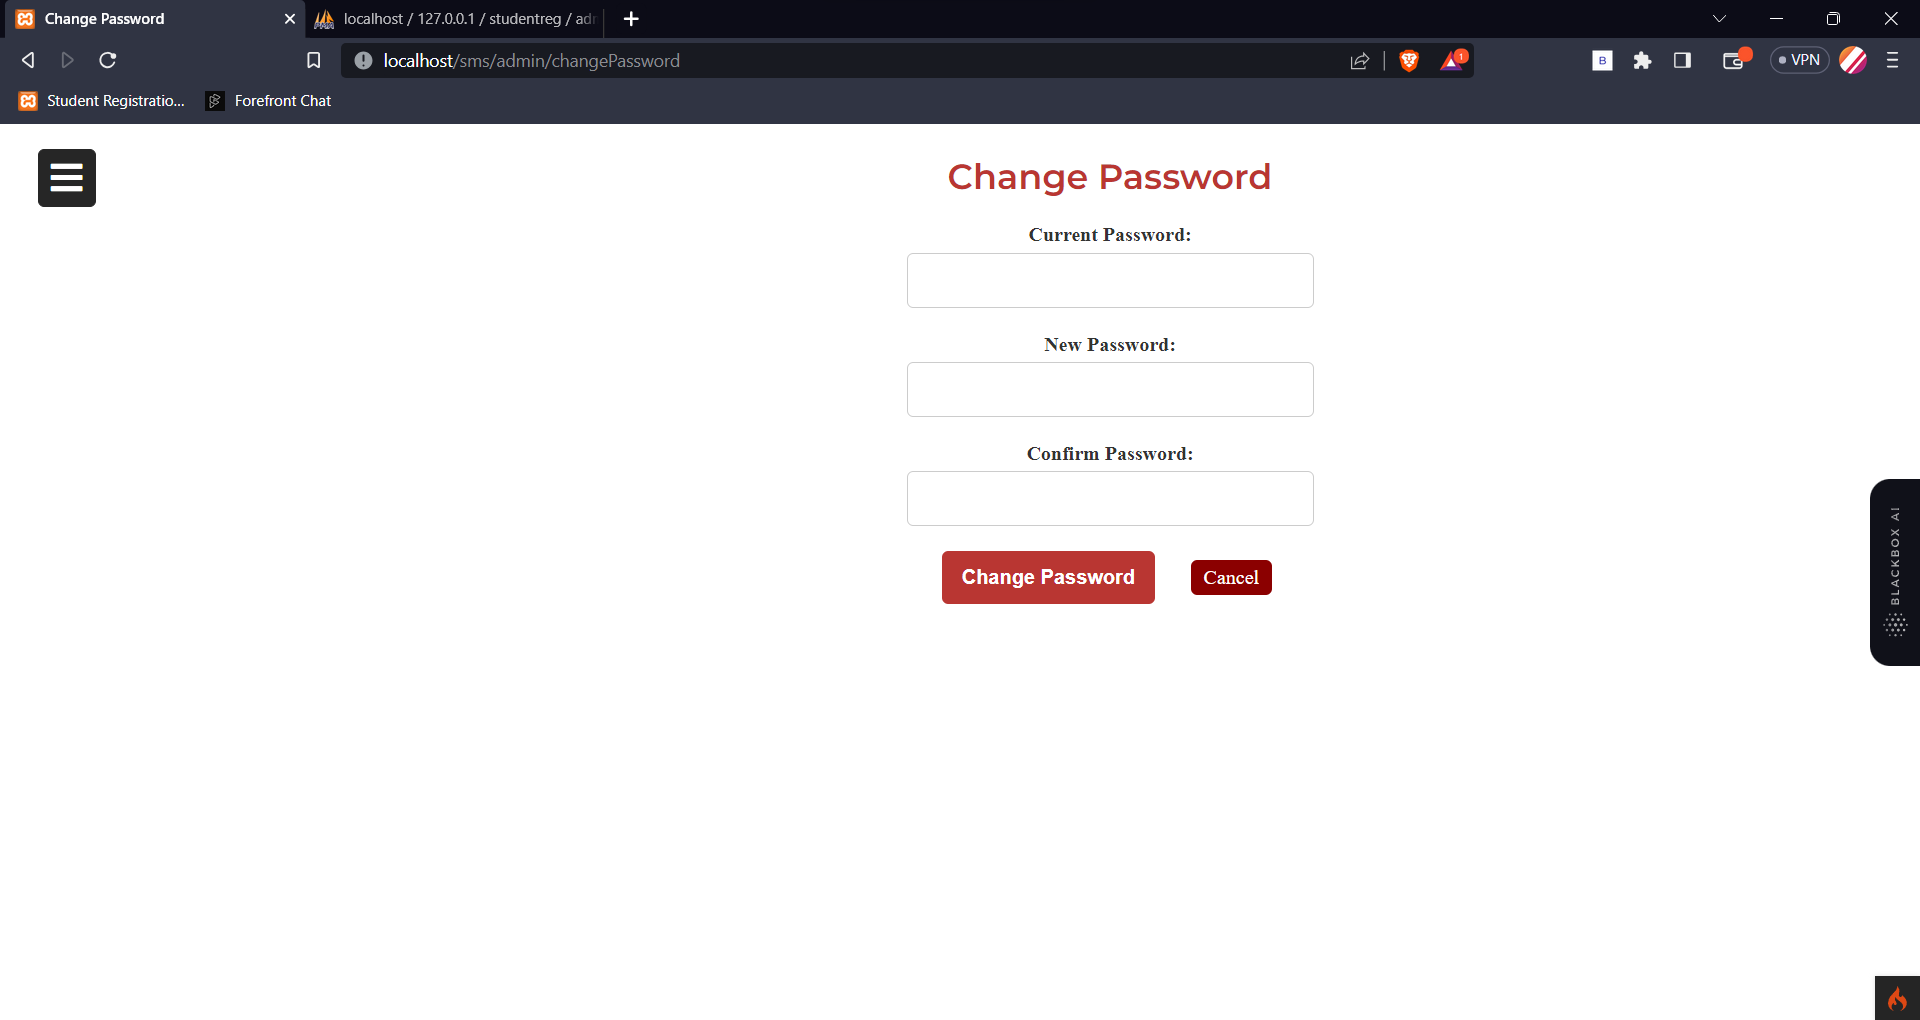 Change Password
localhost / 127.0.0.1 / studentreg / adr
localhost/sms/admin/changePassword
1
B
VPN
Student Registratio...
Forefront Chat
Change Password
Current Password:
New Password:
Confirm Password:
Change Password
Cancel
BLACKBOX AI